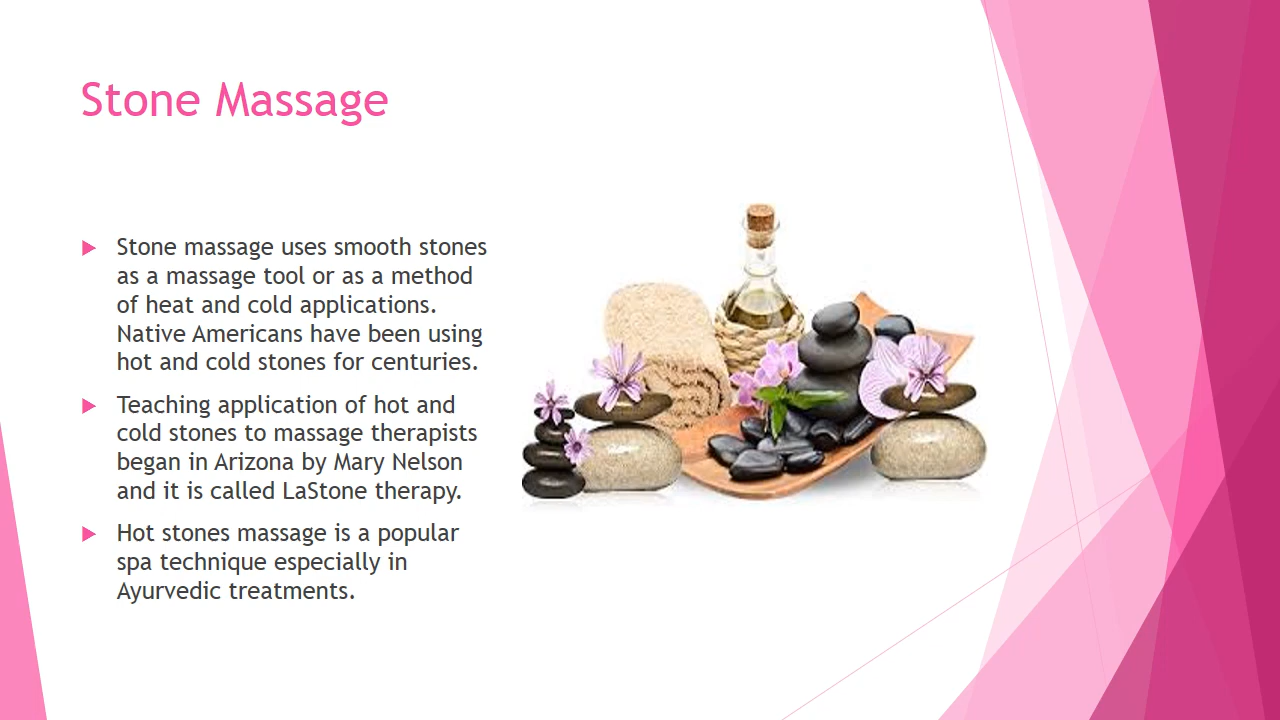 Stone Massage
Stone massage uses smooth stones
as a massage tool or as a method
of heat and cold applications.
Native Americans have been using
hot and cold stones for centuries.
Teaching application of hot and
cold stones to massage therapists
began in Arizona by Mary Nelson
and it is called LaStone therapy.
Hot stones massage is a popular
spa technique especially in
Ayurvedic treatments.